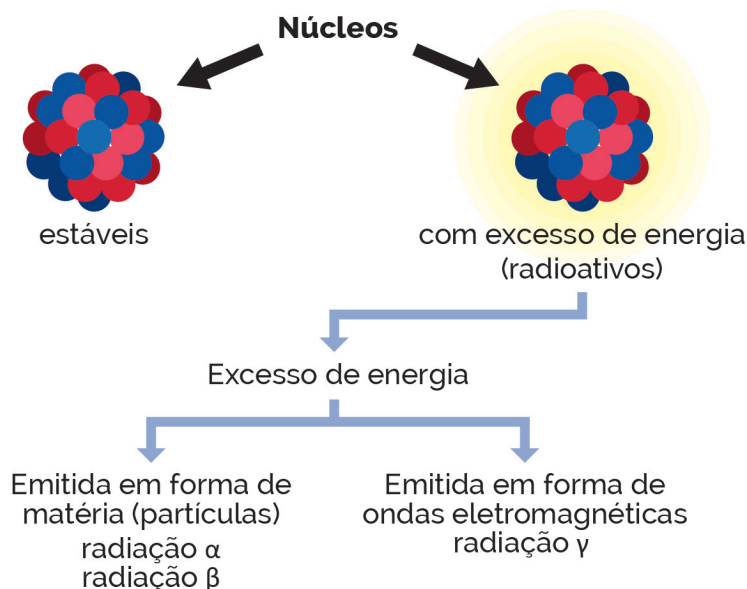 Núcleos
estáveis
com excesso de energia
(radioativos)
Excesso de energia
Emitida em forma de
matéria (partículas)
radiação α
radiação β
Emitida em forma de
ondas eletromagnéticas
radiação γ